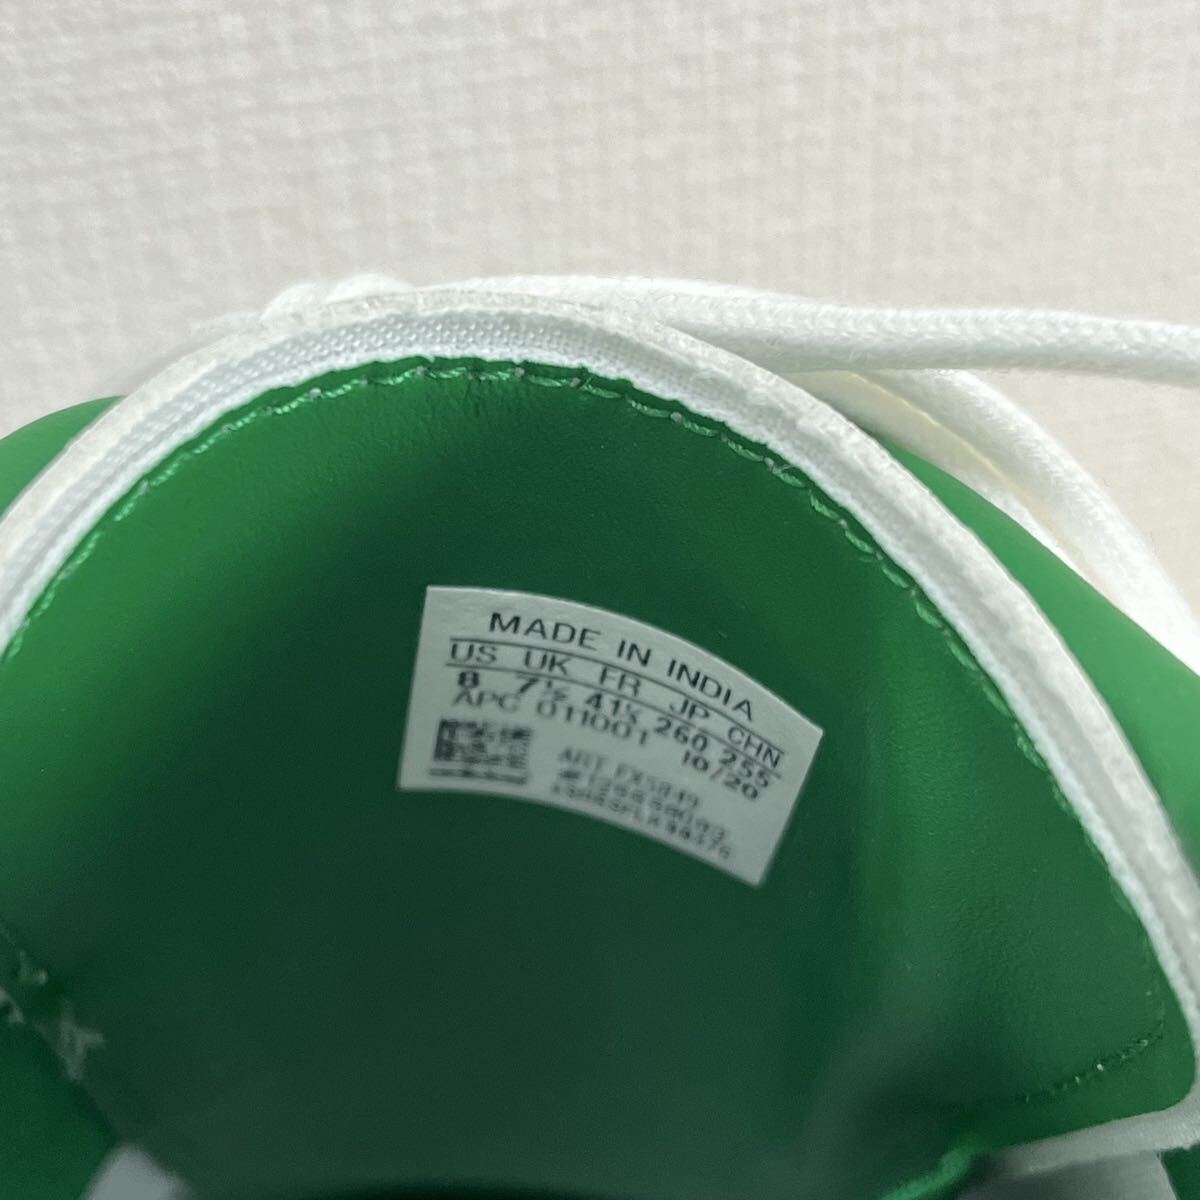 MADE IN INDIA
US UK FR JP CHN
8 7½ 41⅓ 260 255
APC 011001 10/20
ART EX5849